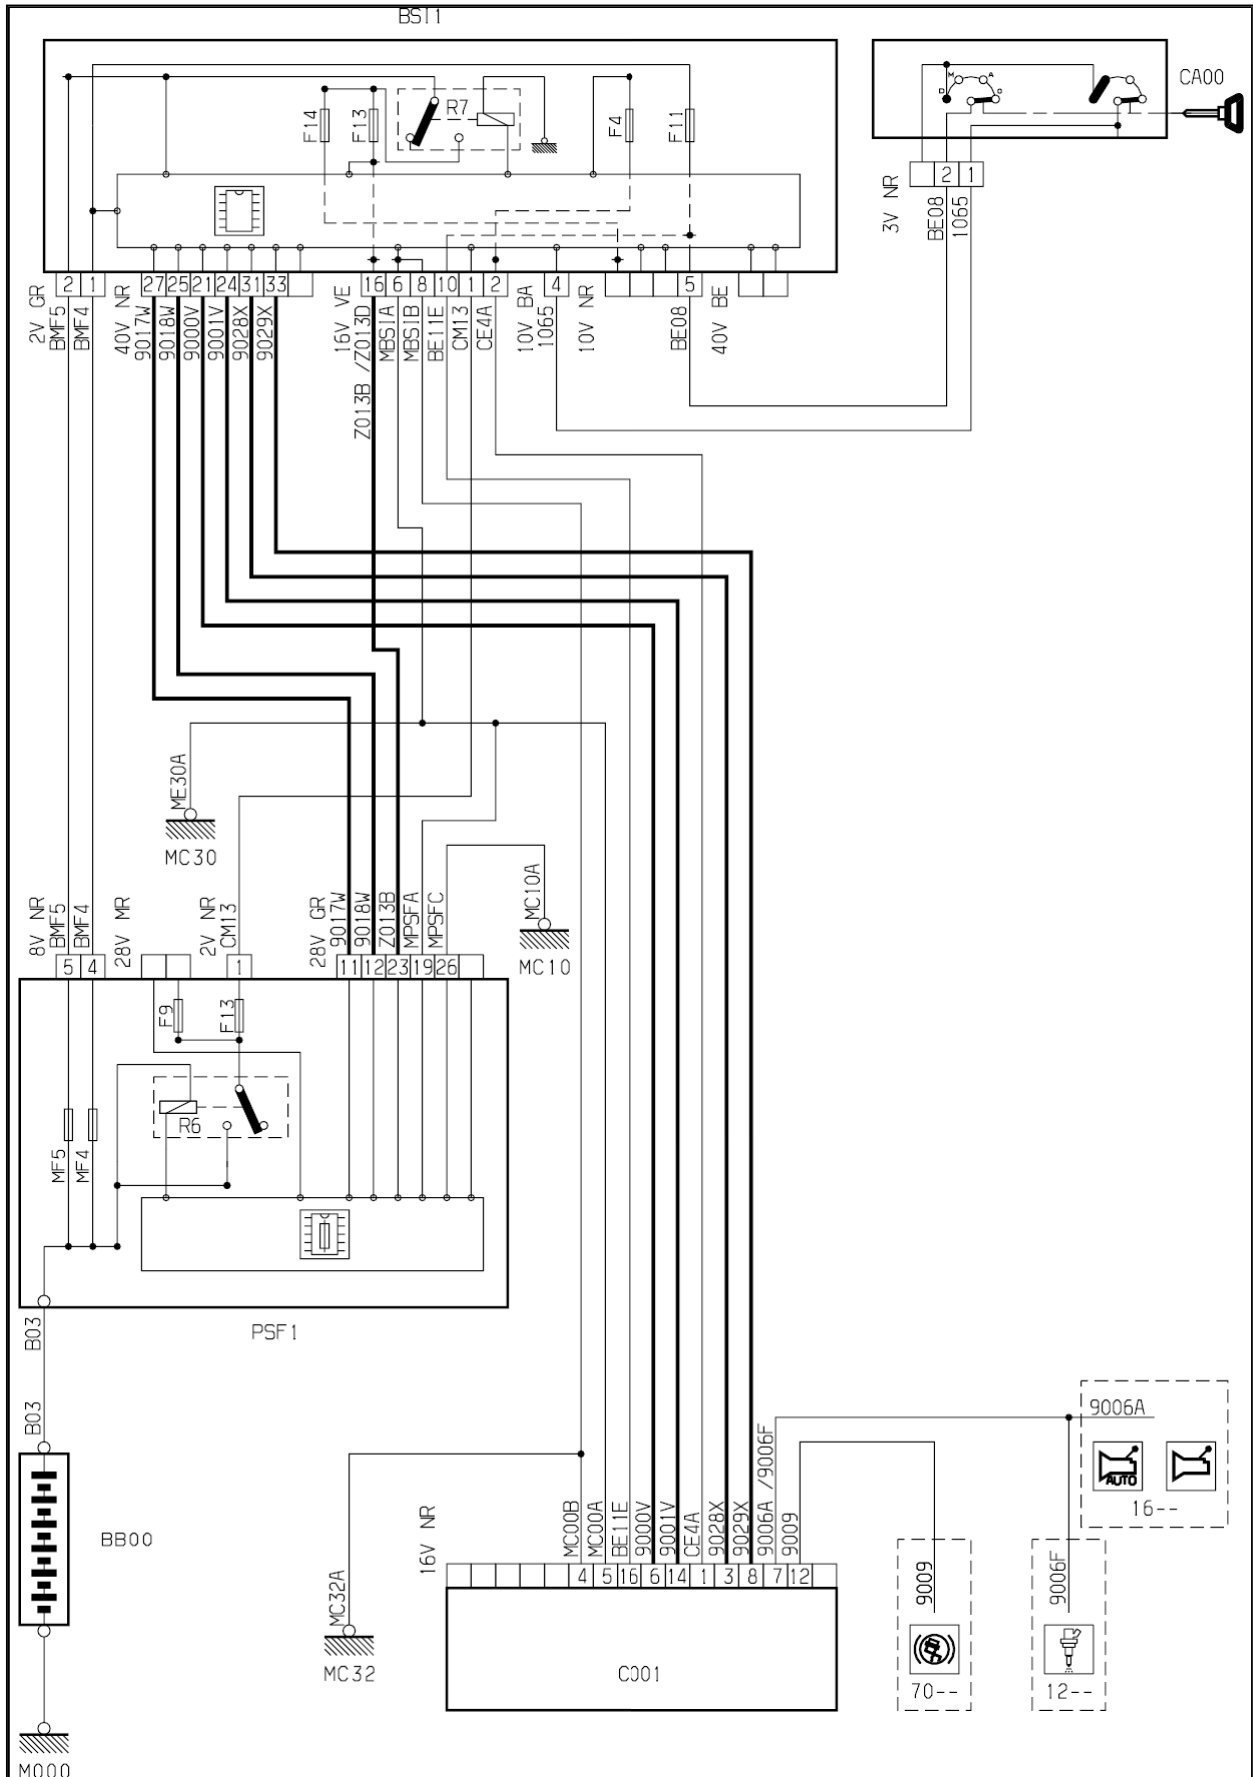 BSI1
CA00
M A
D D
R7
F14
F13
F4
F11
3V NR
2 1
BE08
1065
2 1 27 25 21 24 31 33 16 6 8 10 1 2 4 5
2V GR
BMF5
BMF4
40V NR
9017W
9018W
9000V
9001V
9028X
9029X
16V VE
Z013B /Z013D
MBS1A
MBS1B
BE11E
CM13
CE4A
10V BA
1065
10V NR
BE08
40V BE
ME30A
MC30
MC10A
MC10
8V NR
BMF5
BMF4
28V MR
2V NR
CM13
28V GR
9017W
9018W
Z013B
MPSFA
MPSFC
5 4 1 11 12 23 19 26
F9
F13
R6
MF5
MF4
PSF1
B03
B03
BB00
M000
MC32A
MC32
16V NR
MC00B
MC00A
BE11E
9000V
9001V
CE4A
9028X
9029X
9006A /9006F
9009
4 5 16 6 14 1 3 8 7 12
C001
9006A
AUTO
16--
9009
70--
9006F
12--